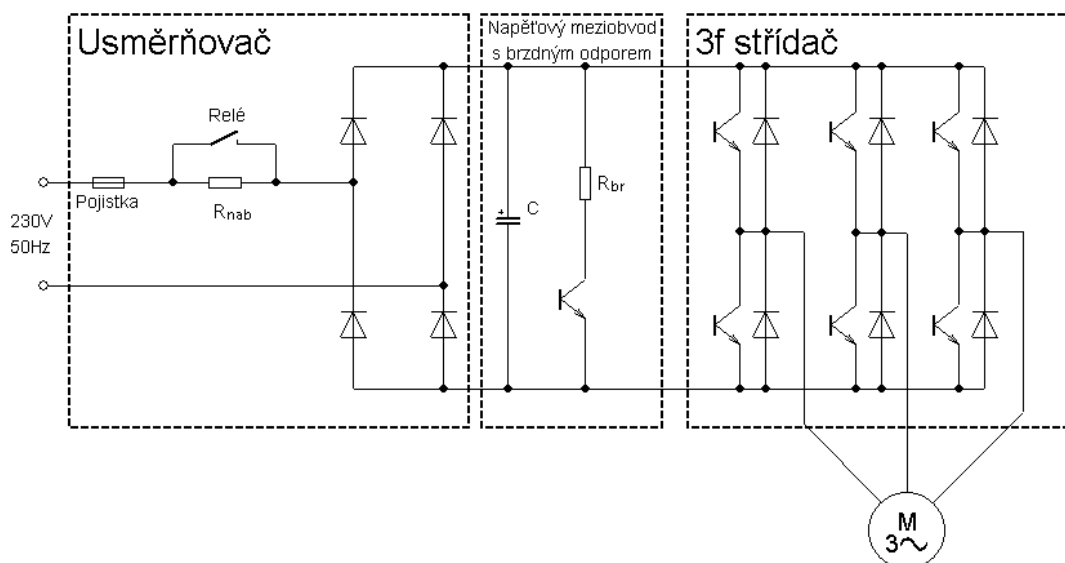 Usměrňovač
Relé
Pojistka
Rnab
230V
50Hz
Napěťový meziobvod
s brzdným odporem
+
C
Rbr
3f střídač
M
3~